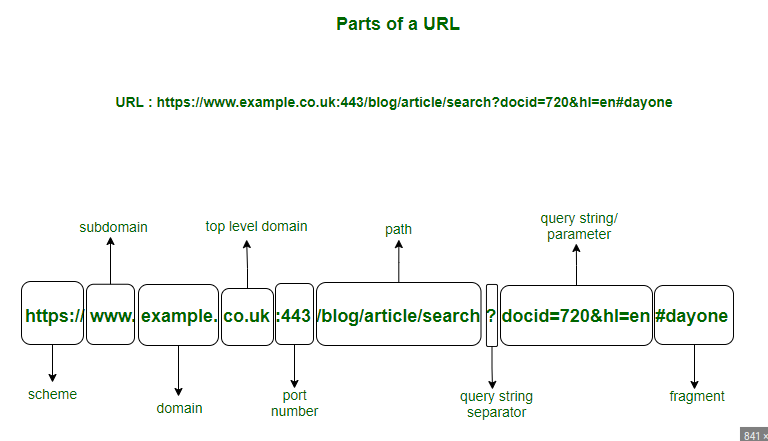 Parts of a URL
URL : https://www.example.co.uk:443/blog/article/search?docid=720&hl=en#dayone
subdomain
top level domain
path
query string/
parameter
https:// www. example. co.uk :443 /blog/article/search ? docid=720&hl=en #dayone
scheme
domain
port
number
query string
separator
fragment
841 x